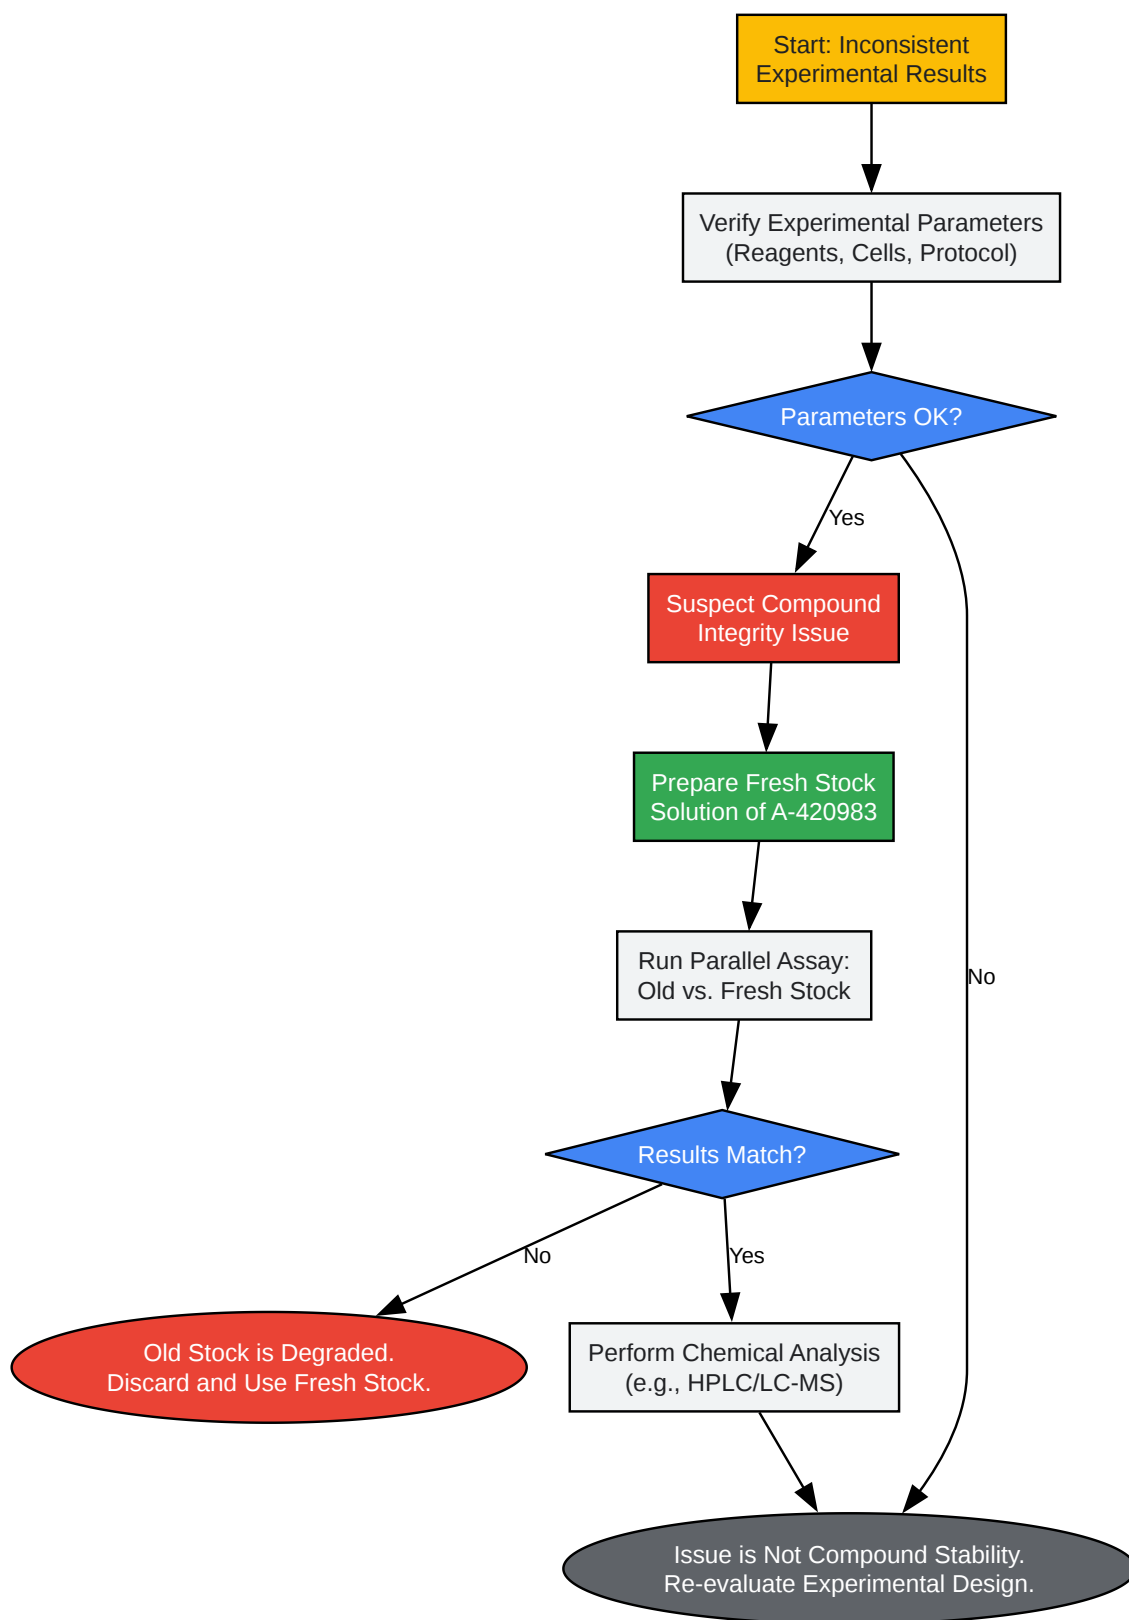 Start: Inconsistent
Experimental Results
Verify Experimental Parameters
(Reagents, Cells, Protocol)
Parameters OK?
Yes
Suspect Compound
Integrity Issue
Prepare Fresh Stock
Solution of A-420983
Run Parallel Assay:
Old vs. Fresh Stock
No
Results Match?
No
Yes
Old Stock is Degraded.
Discard and Use Fresh Stock.
Perform Chemical Analysis
(e.g., HPLC/LC-MS)
Issue is Not Compound Stability.
Re-evaluate Experimental Design.